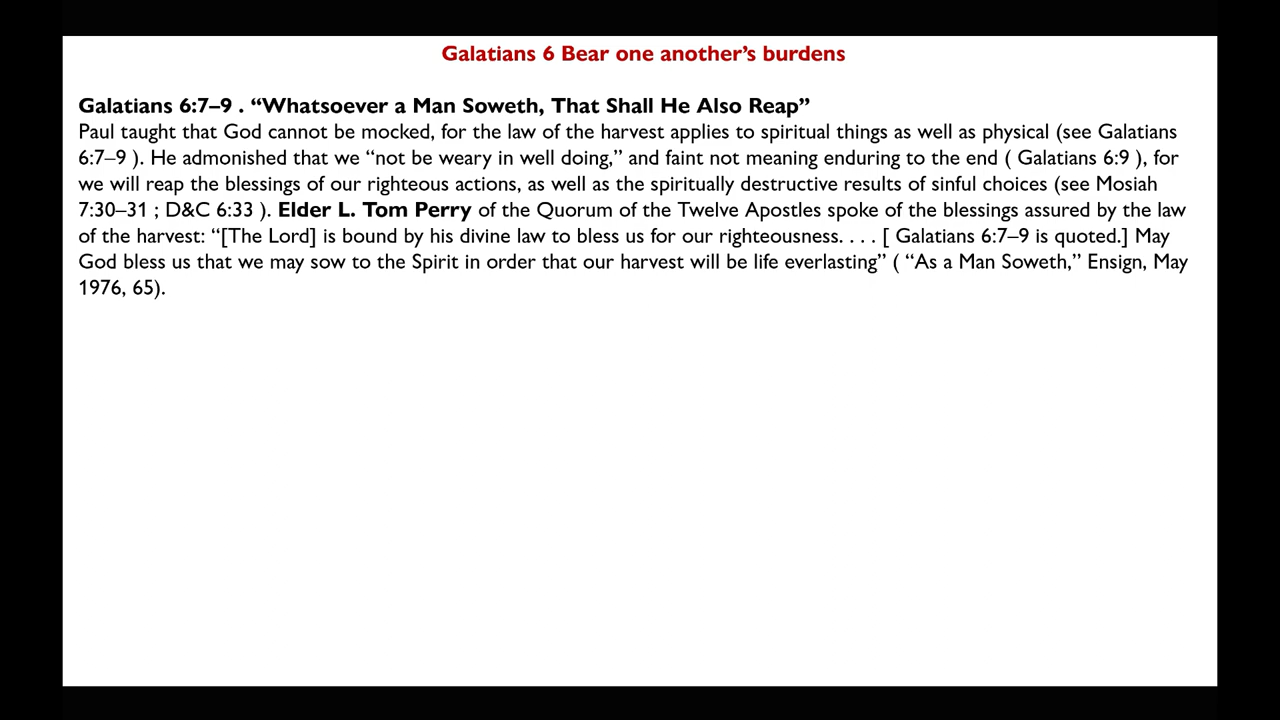 Galatians 6 Bear one another’s burdens
Galatians 6:7–9 . “Whatsoever a Man Soweth, That Shall He Also Reap”
Paul taught that God cannot be mocked, for the law of the harvest applies to spiritual things as well as physical (see Galatians
6:7–9 ). He admonished that we “not be weary in well doing,” and faint not meaning enduring to the end ( Galatians 6:9 ), for
we will reap the blessings of our righteous actions, as well as the spiritually destructive results of sinful choices (see Mosiah
7:30–31 ; D&C 6:33 ). Elder L. Tom Perry of the Quorum of the Twelve Apostles spoke of the blessings assured by the law
of the harvest: “[The Lord] is bound by his divine law to bless us for our righteousness. . . . [ Galatians 6:7–9 is quoted.] May
God bless us that we may sow to the Spirit in order that our harvest will be life everlasting” ( “As a Man Soweth,” Ensign, May
1976, 65).